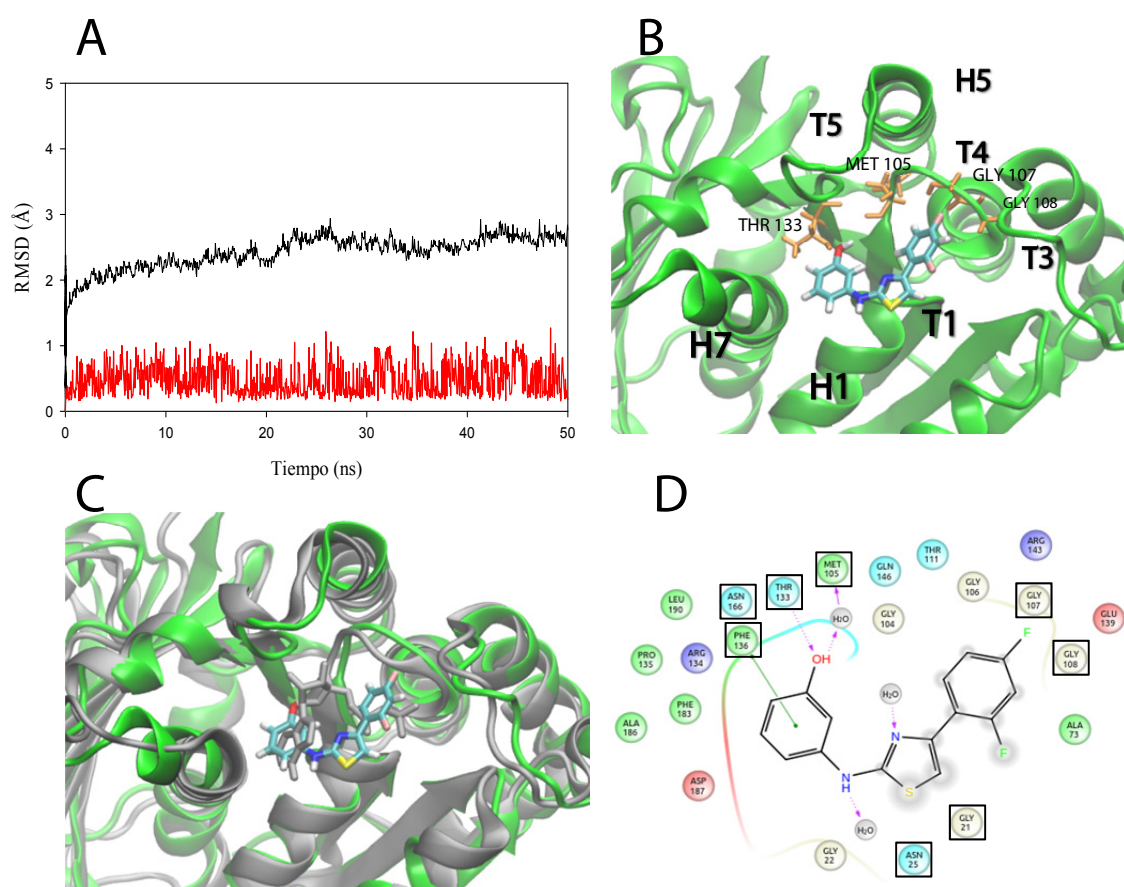 A
B
5
4
3
2
1
0
RMSD (Å)
0
10
20
30
40
50
Tiempo (ns)
H5
T5
T4
MET 105
GLY 107
GLY 108
THR 133
T3
T1
H7
H1
C
D
ARG
143
THR
111
MET
105
GLN
146
GLY
106
GLY
107
THR
133
ASN
166
LEU
190
GLU
139
H₂O
GLY
104
PHE
136
F
PRO
135
ARG
134
OH
GLY
108
H₂O
PHE
183
ALA
186
ALA
73
N
F
ASP
187
N
H
S
GLY
21
H₂O
GLY
22
ASN
25